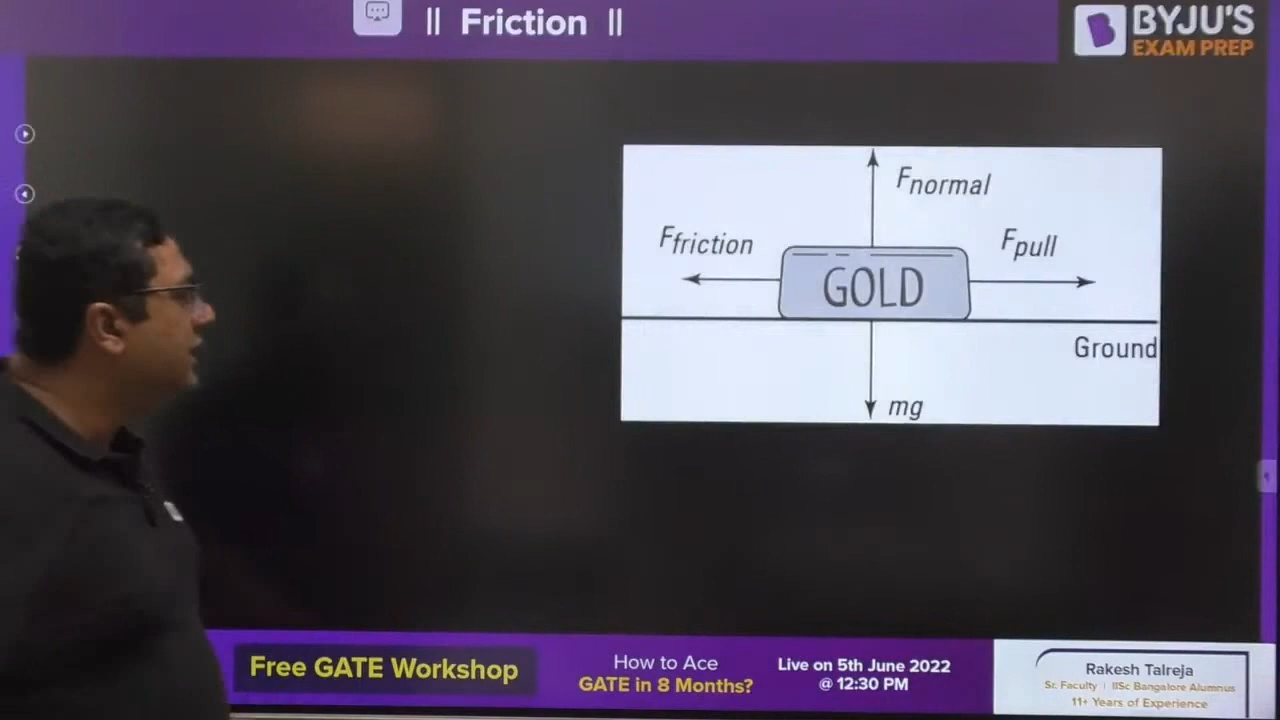 || Friction ||
BYJU'S
EXAM PREP
Fnormal
Ffriction
Fpull
GOLD
Ground
mg
Free GATE Workshop
How to Ace
GATE in 8 Months?
Live on 5th June 2022
@ 12:30 PM
Rakesh Talreja
Sr. Faculty | IISc Bangalore Alumnus
11+ Years of Experience